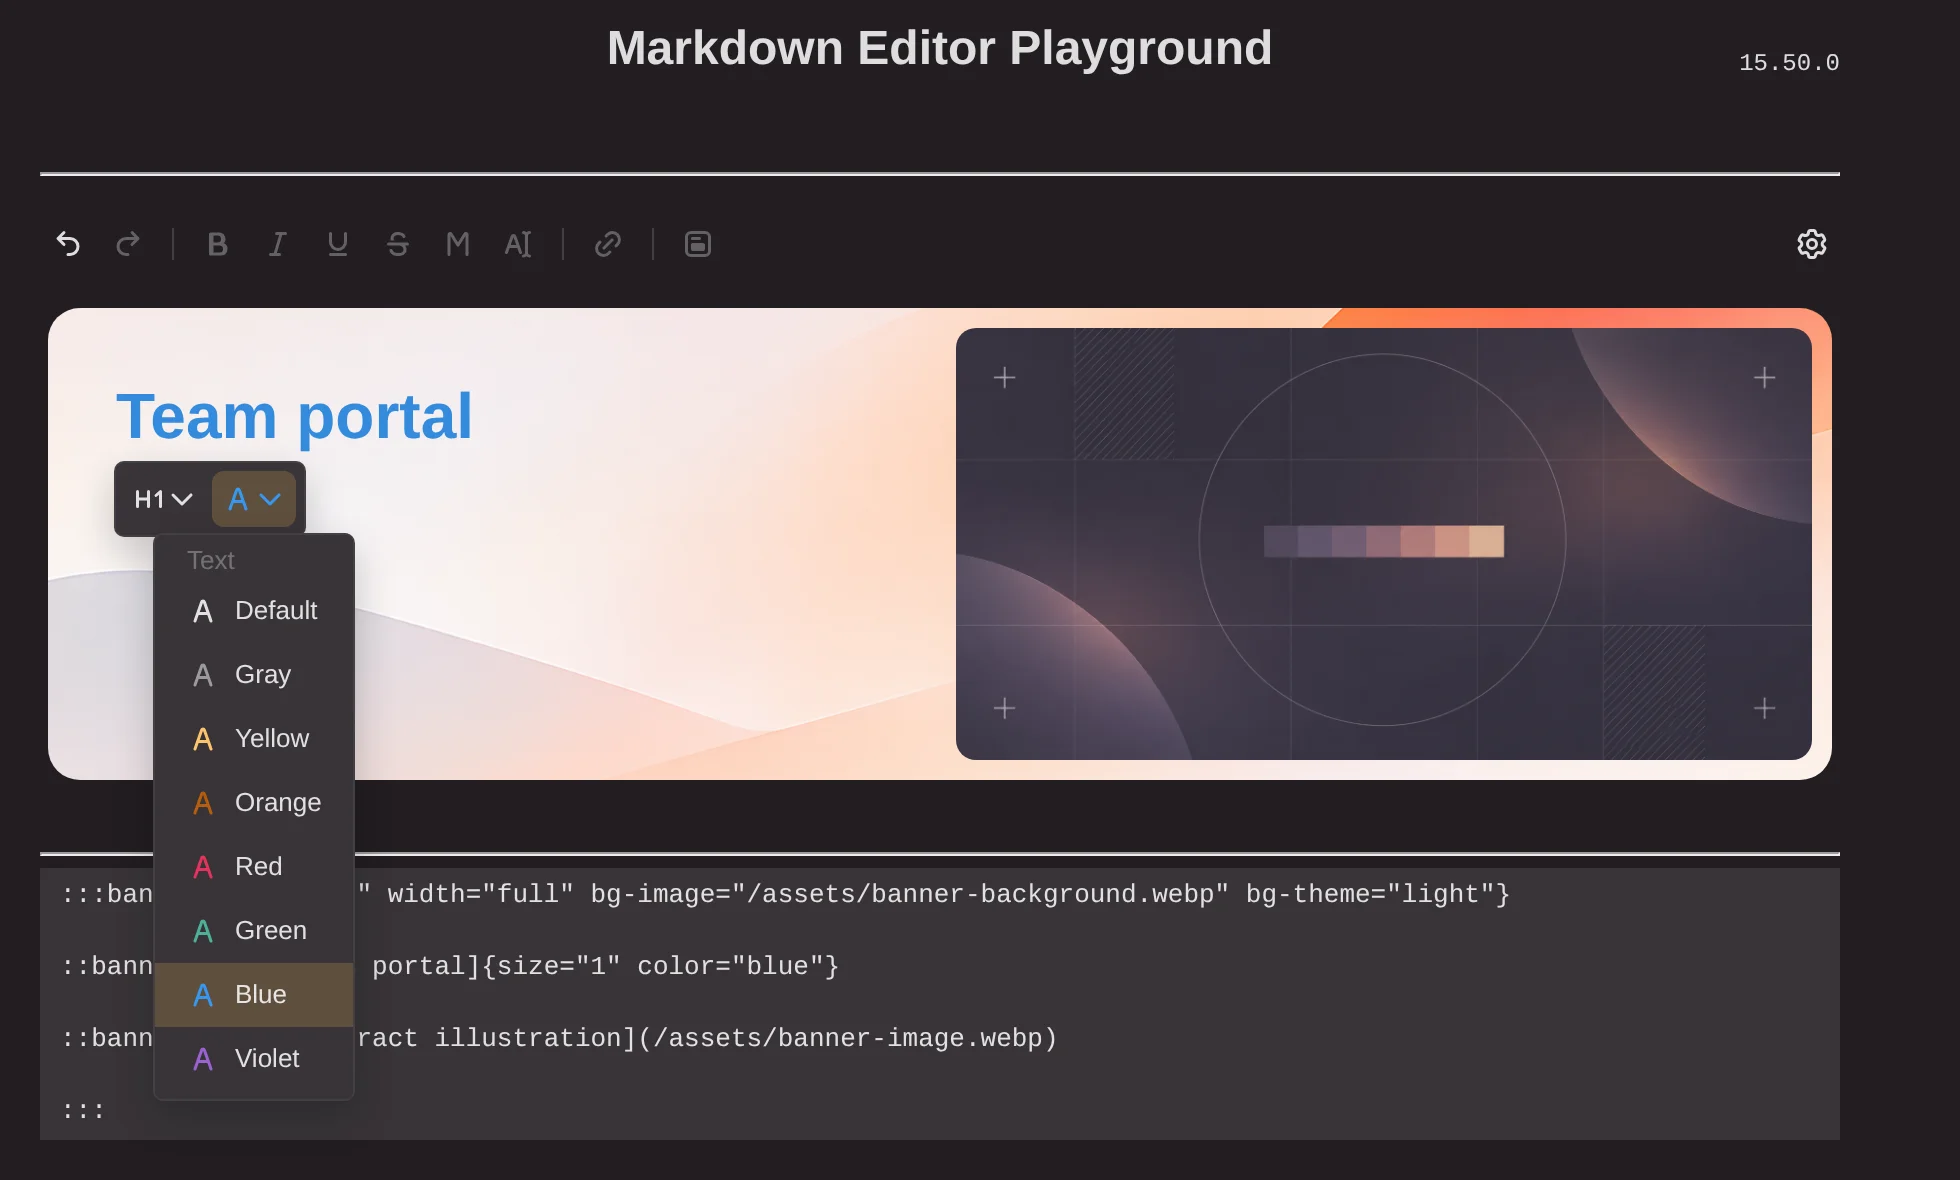 Markdown Editor Playground
15.50.0
Team portal
H1 A
Text
A Default
A Gray
A Yellow
A Orange
A Red
A Green
A Blue
A Violet
:::ban " width="full" bg-image="/assets/banner-background.webp" bg-theme="light"}
::bann portal]{size="1" color="blue"}
::bann ract illustration](/assets/banner-image.webp)
:::